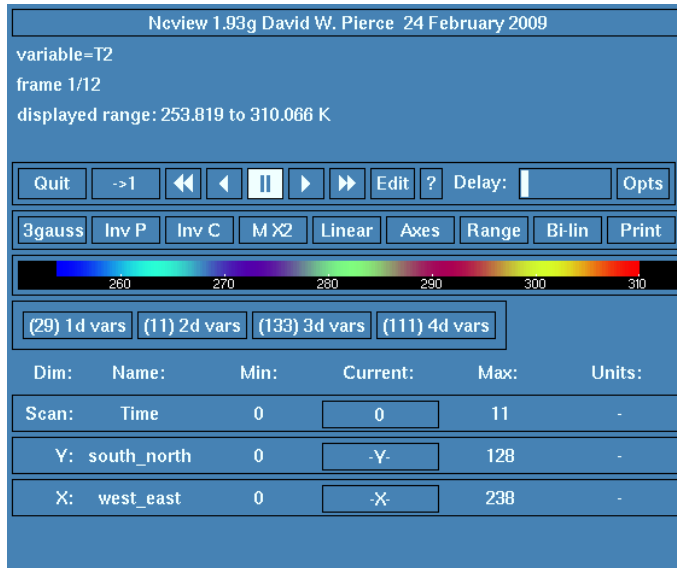 Ncview 1.93g David W. Pierce 24 February 2009
variable=T2
frame 1/12
displayed range: 253.819 to 310.066 K
Quit ->1 Edit ? Delay: Opts
3gauss Inv P Inv C M X2 Linear Axes Range Bi-lin Print
260 270 280 290 300 310
(29) 1d vars (11) 2d vars (133) 3d vars (111) 4d vars
Dim: Name: Min: Current: Max: Units:
Scan: Time 0 0 11 -
Y: south_north 0 -Y- 128 -
X: west_east 0 -X- 238 -